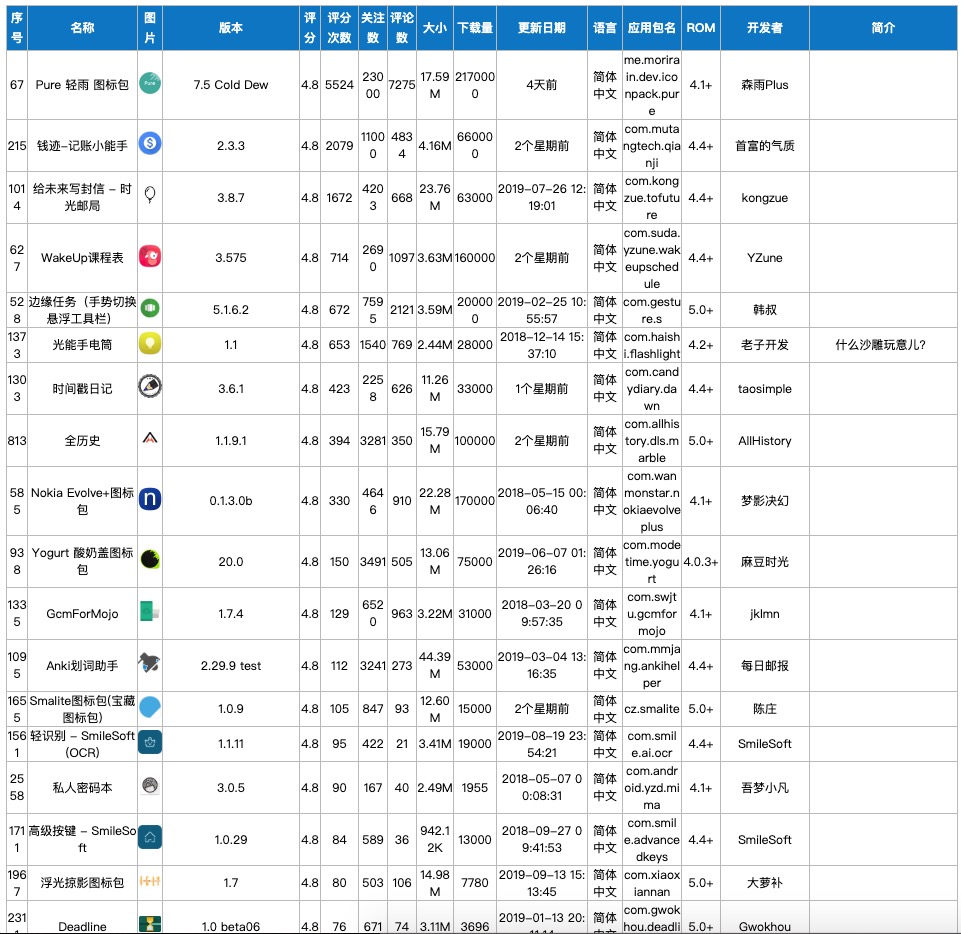 序号 名称 图片 版本 评分 评分次数 关注数 评论数 大小 下载量 更新日期 语言 应用包名 ROM 开发者 简介
67 Pure 轻雨 图标包 Pure 7.5 Cold Dew 4.8 5524 23000 7275 17.59M 2170000 4天前 简体中文 me.morirain.dev.iconpack.pure 4.1+ 森雨Plus
215 钱迹-记账小能手 2.3.3 4.8 2079 11000 4834 4.16M 660000 2个星期前 简体中文 com.mutangtech.qianji 4.4+ 首富的气质
1014 给未来写封信 - 时光邮局 3.8.7 4.8 1672 4203 668 23.76M 63000 2019-07-26 12:19:01 简体中文 com.kongzue.tofuture 4.4+ kongzue
627 WakeUp课程表 3.575 4.8 714 2690 1097 3.63M 160000 2个星期前 简体中文 com.suda.yzune.wakeupschedule 4.4+ YZune
528 边缘任务（手势切换悬浮工具栏） 5.1.6.2 4.8 672 7595 2121 3.59M 200000 2019-02-25 10:55:57 简体中文 com.gesture.s 5.0+ 韩叔
1373 光能手电筒 1.1 4.8 653 1540 769 2.44M 28000 2018-12-14 15:37:10 简体中文 com.haishi.flashlight 4.2+ 老子开发 什么沙雕玩意儿?
1303 时间戳日记 3.6.1 4.8 423 2258 626 11.26M 33000 1个星期前 简体中文 com.candydiary.dawn 4.4+ taosimple
813 全历史 1.1.9.1 4.8 394 3281 350 15.79M 100000 2个星期前 简体中文 com.allhistory.dls.marble 5.0+ AllHistory
585 Nokia Evolve+图标包 n 0.1.3.0b 4.8 330 4646 910 22.28M 170000 2018-05-15 00:06:40 简体中文 com.wanmonstar.nokiaevolveplus 4.1+ 梦影决幻
938 Yogurt 酸奶盖图标包 20.0 4.8 150 3491 505 13.06M 75000 2019-06-07 01:26:16 简体中文 com.modetime.yogurt 4.0.3+ 麻豆时光
1335 GcmForMojo 1.7.4 4.8 129 6520 963 3.22M 31000 2018-03-20 09:57:35 简体中文 com.swjtu.gcmformojo 4.1+ jklmn
1095 Anki划词助手 2.29.9 test 4.8 112 3241 273 44.39M 53000 2019-03-04 13:16:35 简体中文 com.mmjang.ankihelper 4.4+ 每日邮报
1655 Smalite图标包(宝藏图标包) 1.0.9 4.8 105 847 93 12.60M 15000 2个星期前 简体中文 cz.smalite 5.0+ 陈庄
1561 轻识别 - SmileSoft (OCR) 1.1.11 4.8 95 422 21 3.41M 19000 2019-08-19 23:54:21 简体中文 com.smile.ai.ocr 4.4+ SmileSoft
2558 私人密码本 3.0.5 4.8 90 167 40 2.49M 1955 2018-05-07 00:08:31 简体中文 com.android.yzd.mima 4.1+ 吾梦小凡
1711 高级按键 - SmileSoft 1.0.29 4.8 84 589 36 942.12K 13000 2018-09-27 09:41:53 简体中文 com.smile.advancedkeys 4.4+ SmileSoft
1967 浮光掠影图标包 1.7 4.8 80 503 106 14.98M 7780 2019-09-13 15:13:45 简体中文 com.xiaoxiannan 5.0+ 大萝补
231 Deadline 1.0 beta06 4.8 76 671 74 3.11M 3696 2019-01-13 20: 简体中文 com.gwokhou.deadli 5.0+ Gwokhou